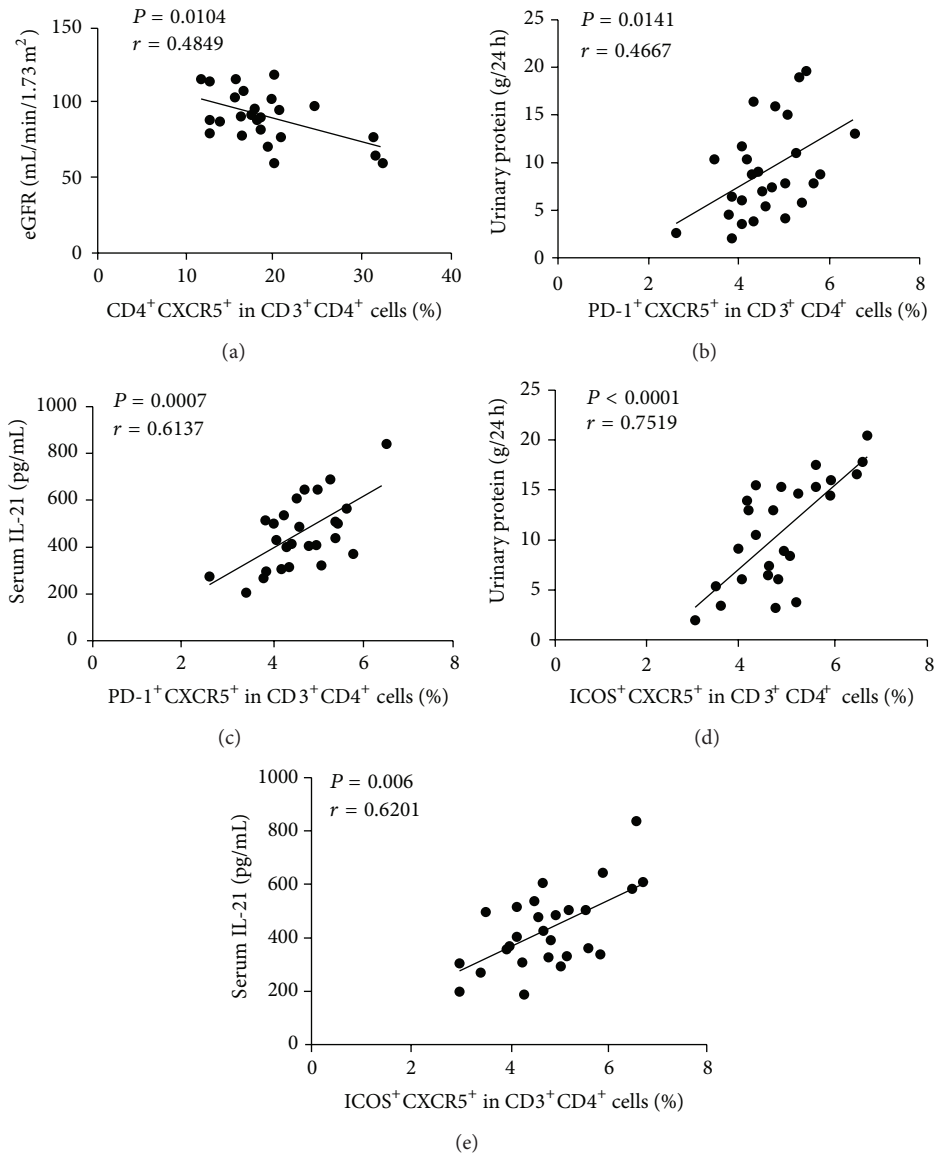 P = 0.0104
r = 0.4849
150
100
50
0
eGFR (mL/min/1.73 m²)
0 10 20 30 40
CD4⁺CXCR5⁺ in CD3⁺CD4⁺ cells (%)
(a)
P = 0.0141
r = 0.4667
25
20
15
10
5
0
Urinary protein (g/24 h)
0 2 4 6 8
PD-1⁺CXCR5⁺ in CD3⁺CD4⁺ cells (%)
(b)
P = 0.0007
r = 0.6137
1000
800
600
400
200
0
Serum IL-21 (pg/mL)
0 2 4 6 8
PD-1⁺CXCR5⁺ in CD3⁺CD4⁺ cells (%)
(c)
P < 0.0001
r = 0.7519
25
20
15
10
5
0
Urinary protein (g/24 h)
0 2 4 6 8
ICOS⁺CXCR5⁺ in CD3⁺CD4⁺ cells (%)
(d)
P = 0.006
r = 0.6201
1000
800
600
400
200
0
Serum IL-21 (pg/mL)
0 2 4 6 8
ICOS⁺CXCR5⁺ in CD3⁺CD4⁺ cells (%)
(e)